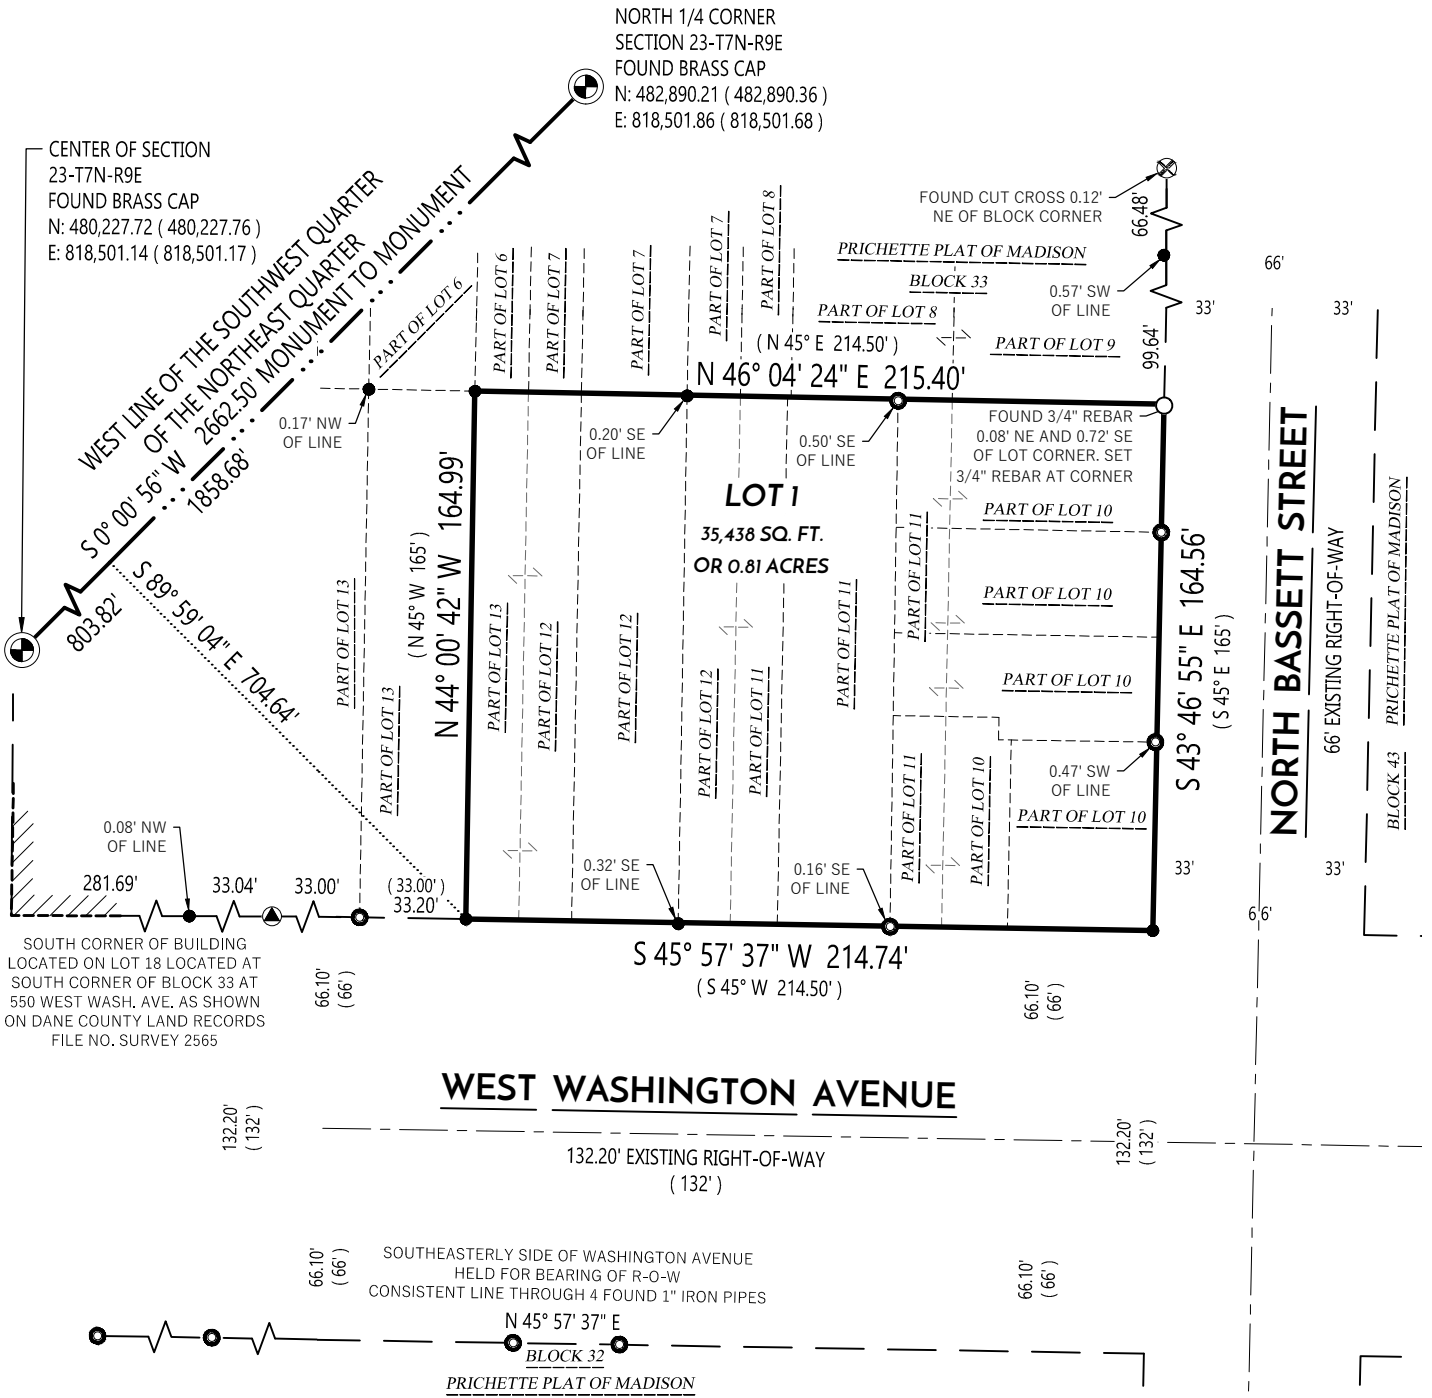 NORTH 1/4 CORNER
SECTION 23-T7N-R9E
FOUND BRASS CAP
N: 482,890.21 ( 482,890.36 )
E: 818,501.86 ( 818,501.68 )
CENTER OF SECTION
23-T7N-R9E
FOUND BRASS CAP
N: 480,227.72 ( 480,227.76 )
E: 818,501.14 ( 818,501.17 )
WEST LINE OF THE SOUTHWEST QUARTER
OF THE NORTHEAST QUARTER
2662.50' MONUMENT TO MONUMENT
S 0° 00' 56" W
1858.68'
803.82'
S 89° 59' 04" E 704.64'
FOUND CUT CROSS 0.12'
NE OF BLOCK CORNER
66.48'
PRICHETTE PLAT OF MADISON
BLOCK 33
0.57' SW
OF LINE
99.64'
PART OF LOT 6
PART OF LOT 6
PART OF LOT 7
PART OF LOT 7
PART OF LOT 7
PART OF LOT 8
PART OF LOT 8
PART OF LOT 9
( N 45° E 214.50' )
N 46° 04' 24" E 215.40'
66'
33'
33'
0.17' NW
OF LINE
0.20' SE
OF LINE
0.50' SE
OF LINE
FOUND 3/4" REBAR
0.08' NE AND 0.72' SE
OF LOT CORNER. SET
3/4" REBAR AT CORNER
LOT 1
35,438 SQ. FT.
OR 0.81 ACRES
( N 45° W 165' )
N 44° 00' 42" W 164.99'
PART OF LOT 13
PART OF LOT 13
PART OF LOT 13
PART OF LOT 12
PART OF LOT 12
PART OF LOT 12
PART OF LOT 11
PART OF LOT 11
PART OF LOT 11
PART OF LOT 11
PART OF LOT 10
PART OF LOT 10
PART OF LOT 10
PART OF LOT 10
PART OF LOT 10
0.47' SW
OF LINE
S 43° 46' 55" E 164.56'
( S 45° E 165' )
NORTH BASSETT STREET
66' EXISTING RIGHT-OF-WAY
BLOCK 43 PRICHETTE PLAT OF MADISON
33'
33'
66'
0.08' NW
OF LINE
281.69'
33.04'
33.00'
( 33.00' )
33.20'
0.32' SE
OF LINE
0.16' SE
OF LINE
S 45° 57' 37" W 214.74'
( S 45° W 214.50' )
SOUTH CORNER OF BUILDING
LOCATED ON LOT 18 LOCATED AT
SOUTH CORNER OF BLOCK 33 AT
550 WEST WASH. AVE. AS SHOWN
ON DANE COUNTY LAND RECORDS
FILE NO. SURVEY 2565
66.10'
( 66' )
66.10'
( 66' )
WEST WASHINGTON AVENUE
132.20'
( 132' )
132.20' EXISTING RIGHT-OF-WAY
( 132' )
132.20'
( 132' )
66.10'
( 66' )
SOUTHEASTERLY SIDE OF WASHINGTON AVENUE
HELD FOR BEARING OF R-O-W
CONSISTENT LINE THROUGH 4 FOUND 1" IRON PIPES
66.10'
( 66' )
N 45° 57' 37" E
BLOCK 32
PRICHETTE PLAT OF MADISON